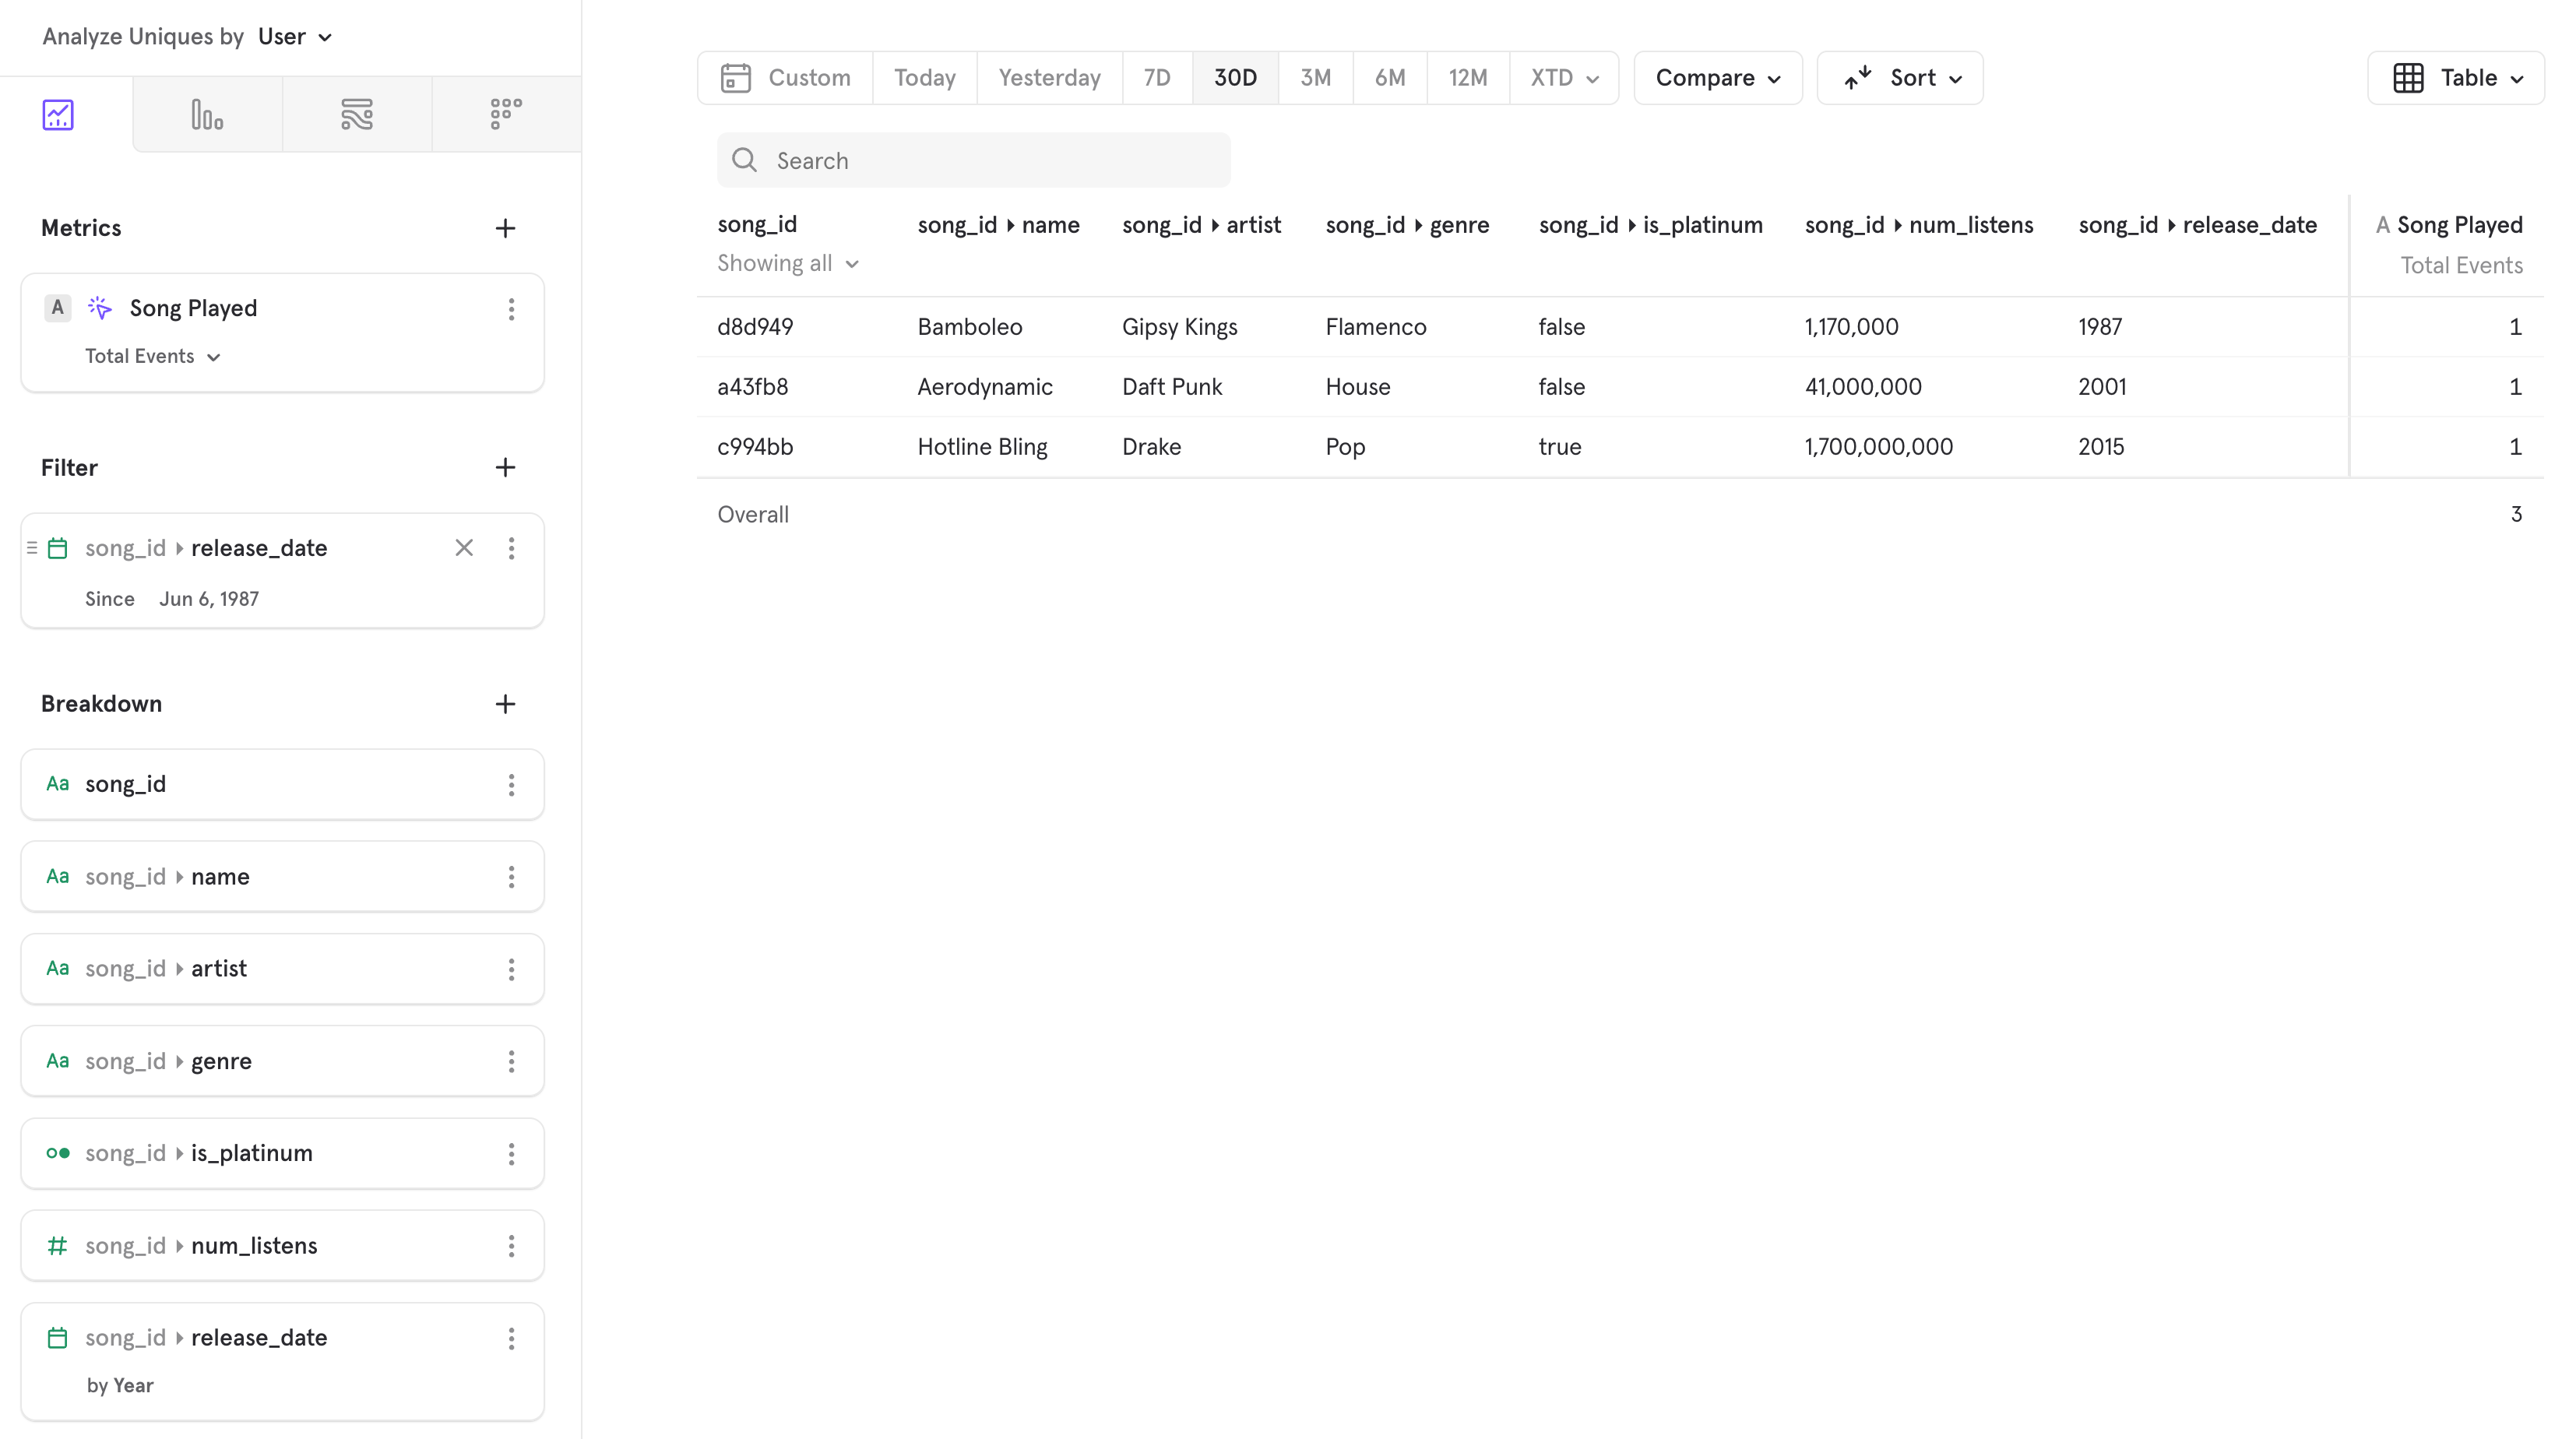 Analyze Uniques by User
Metrics
A Song Played
Total Events
Filter
song_id release_date
Since Jun 6, 1987
Breakdown
Aa song_id
Aa song_id name
Aa song_id artist
Aa song_id genre
song_id is_platinum
# song_id num_listens
song_id release_date
by Year
Custom Today Yesterday 7D 30D 3M 6M 12M XTD Compare Sort Table
Search
song_id song_id name song_id artist song_id genre song_id is_platinum song_id num_listens song_id release_date A Song Played
Showing all Total Events
d8d949 Bamboleo Gipsy Kings Flamenco false 1,170,000 1987 1
a43fb8 Aerodynamic Daft Punk House false 41,000,000 2001 1
c994bb Hotline Bling Drake Pop true 1,700,000,000 2015 1
Overall 3